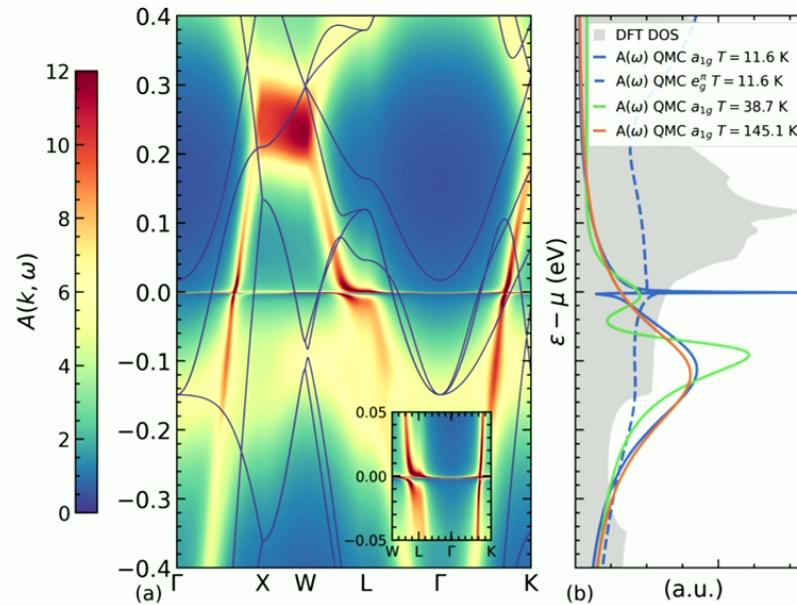 0.4
0.3
0.2
0.1
0.0
−0.1
−0.2
−0.3
−0.4
12
10
8
6
4
2
0
A(k, ω)
0.05
0.00
−0.05
W L Γ K
Γ X W L Γ K
(a)
DFT DOS
A(ω) QMC a₁g T = 11.6 K
A(ω) QMC eᵍ^π T = 11.6 K
A(ω) QMC a₁g T = 38.7 K
A(ω) QMC a₁g T = 145.1 K
ε − μ (eV)
(b)
(a.u.)